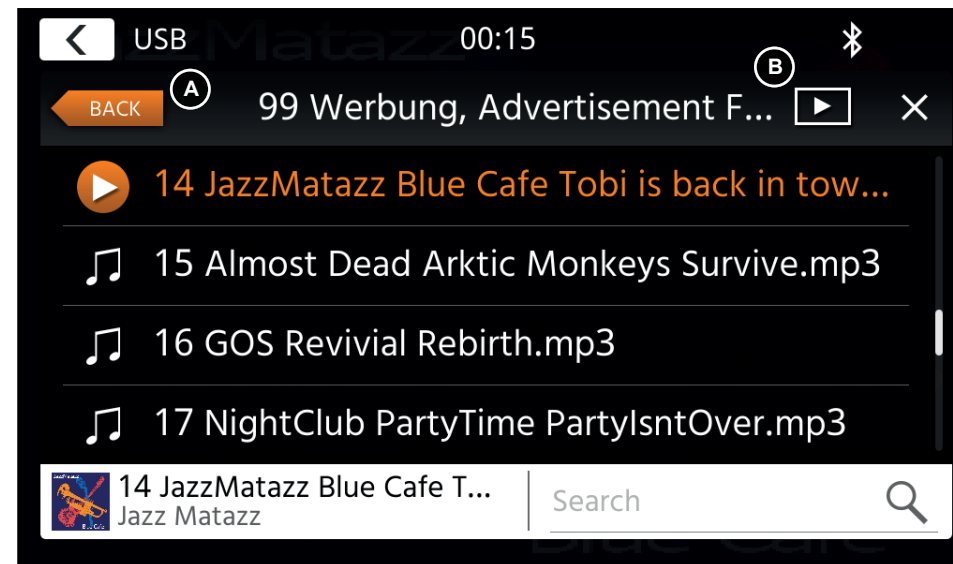 USB 00:15
A B
BACK 99 Werbung, Advertisement F...
14 JazzMatazz Blue Cafe Tobi is back in tow...
15 Almost Dead Arktic Monkeys Survive.mp3
16 GOS Revivial Rebirth.mp3
17 NightClub PartyTime PartyIsntOver.mp3
14 JazzMatazz Blue Cafe T...
Jazz Matazz
Search